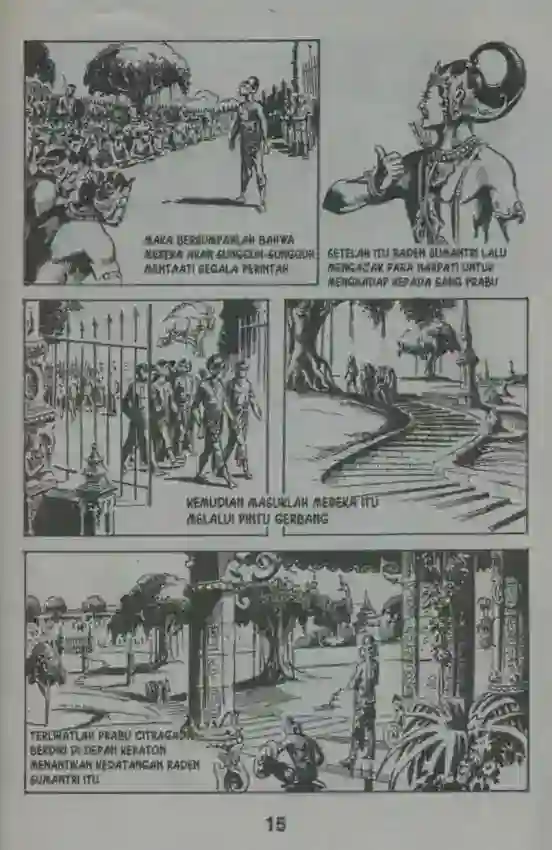 MAKA BERSUMPAHLAH BAHWA
MEREKA AKAN SUNGGUH-SUNGGUH
MENTAATI SEGALA PERINTAH
SETELAH ITU RADEN SUMANTRI LALU
MENGAJAK PARA NARPATI UNTUK
MENGHADAP KEPADA SANG PRABU
KEMUDIAN MASUKLAH MEREKA ITU
MELALUI PINTU GERBANG
TERLIHATLAH PRABU CITRAGADA
BERDIRI DI DEPAN KERATON
MENANTIKAN KEDATANGAN RADEN
SUMANTRI ITU
15